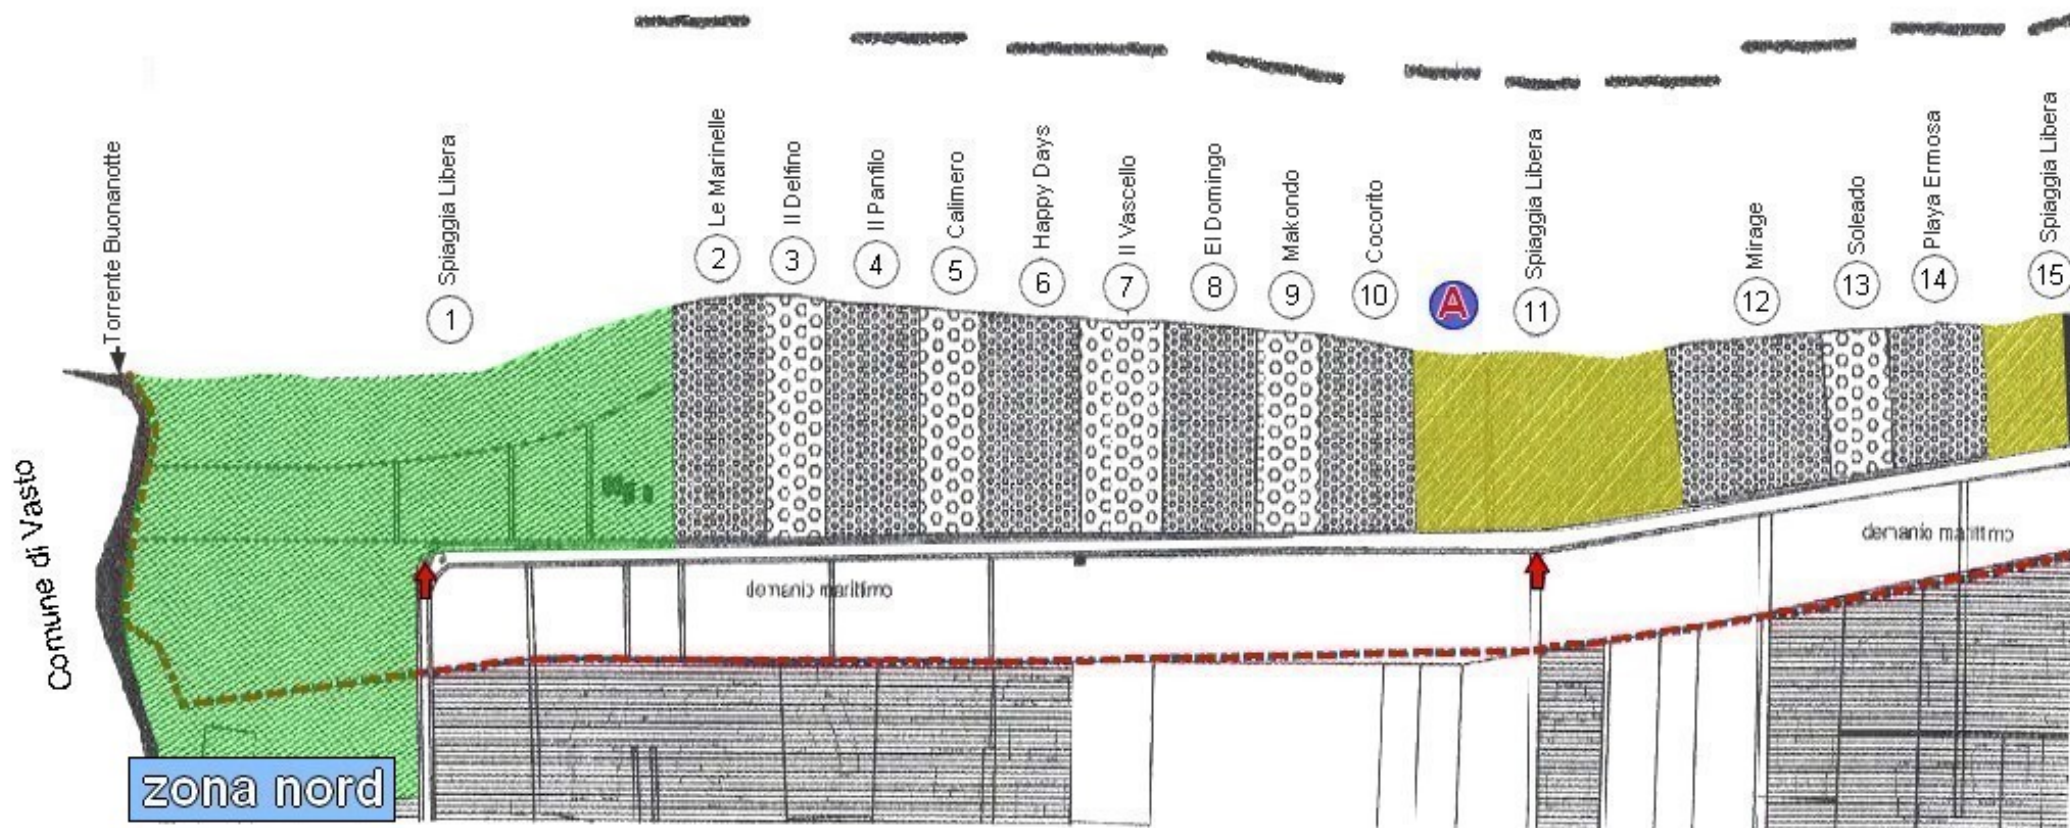 Torrente Buonanotte
1 Spiaggia Libera
2 Le Marinelle
3 Il Delfino
4 Il Panfilo
5 Calimero
6 Happy Days
7 Il Vascello
8 El Domingo
9 Makondo
10 Cocorito
A
11 Spiaggia Libera
12 Mirage
13 Soleado
14 Playa Ermosa
15 Spiaggia Libera
Comune di Vasto
demanio marittimo
demanio marittimo
zona nord